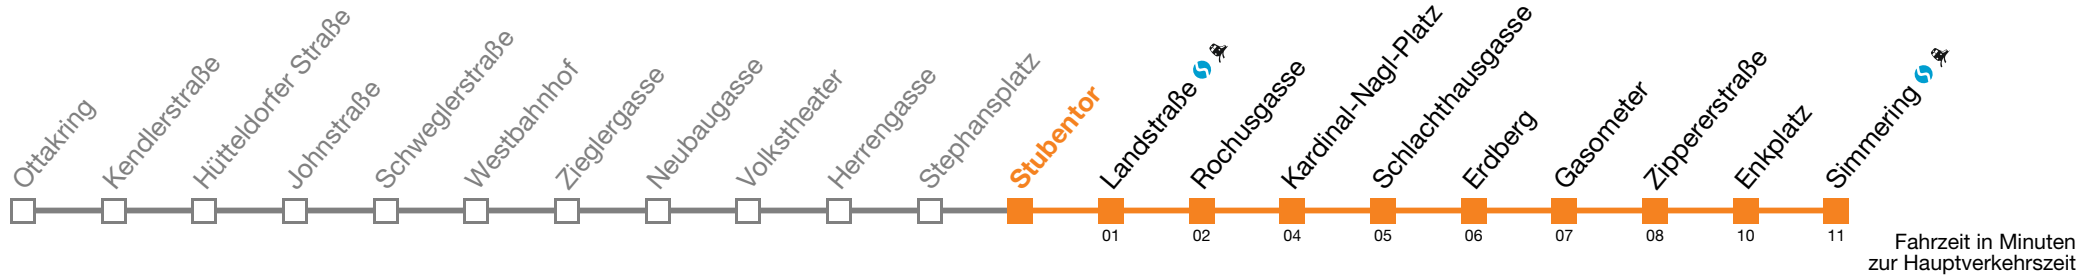 Ottakring
Kendlerstraße
Hütteldorfer Straße
Johnstraße
Schweglerstraße
Westbahnhof
Zieglergasse
Neubaugasse
Volkstheater
Herrengasse
Stephansplatz
Stubentor
Landstraße
Rochusgasse
Kardinal-Nagl-Platz
Schlachthausgasse
Erdberg
Gasometer
Zippererstraße
Enkplatz
Simmering
01 02 04 05 06 07 08 10 11
Fahrzeit in Minuten
zur Hauptverkehrszeit